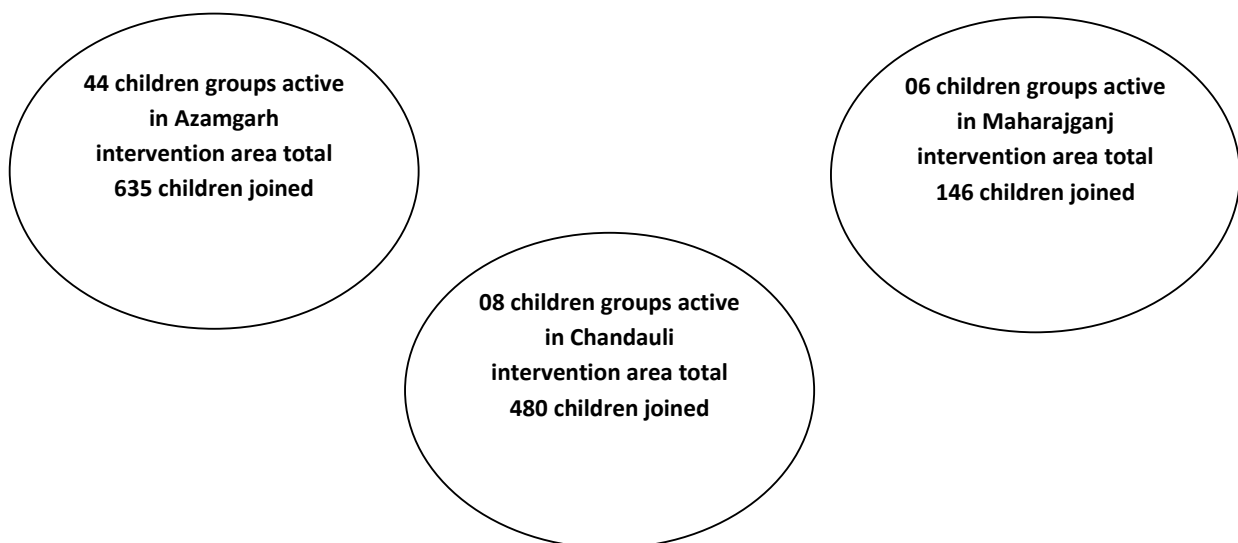 44 children groups active
in Azamgarh
intervention area total
635 children joined
06 children groups active
in Maharajganj
intervention area total
146 children joined
08 children groups active
in Chandauli
intervention area total
480 children joined